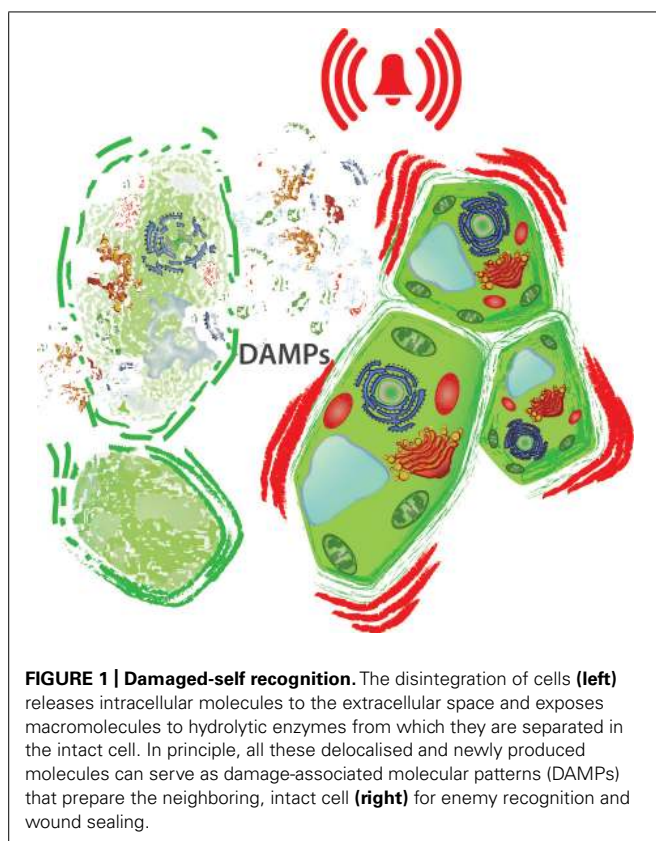 DAMPs
FIGURE 1 | Damaged-self recognition. The disintegration of cells (left)
releases intracellular molecules to the extracellular space and exposes
macromolecules to hydrolytic enzymes from which they are separated in
the intact cell. In principle, all these delocalised and newly produced
molecules can serve as damage-associated molecular patterns (DAMPs)
that prepare the neighboring, intact cell (right) for enemy recognition and
wound sealing.